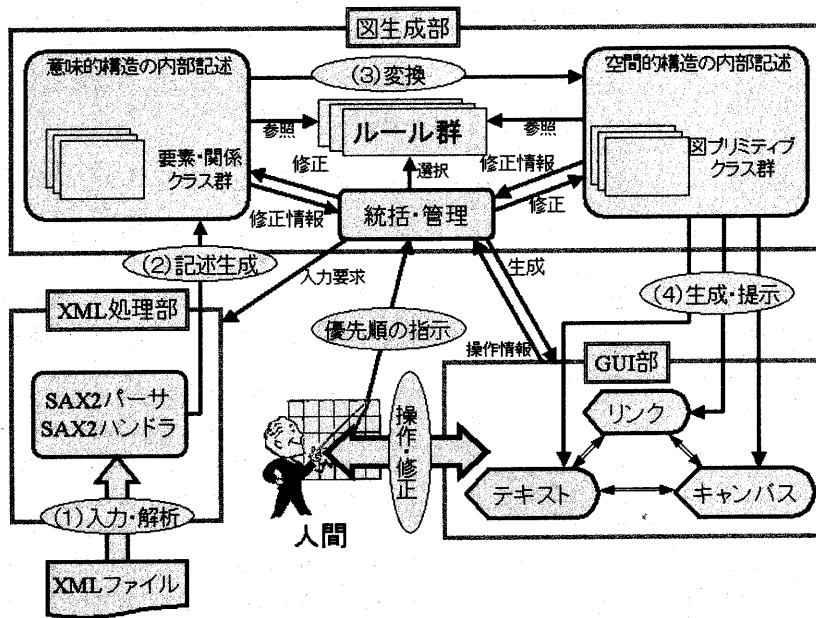 図生成部
意味的構造の内部記述
(3)変換
空間的構造の内部記述
参照
ルール群
参照
要素・関係
クラス群
図プリミティブ
クラス群
修正
選択
修正情報
修正情報
統括・管理
修正
(2)記述生成
入力要求
生成
(4)生成・提示
XML処理部
優先順の指示
操作情報
GUI部
SAX2パーサ
SAX2ハンドラ
操作・修正
リンク
テキスト
キャンバス
(1)入力・解析
人間
XMLファイル